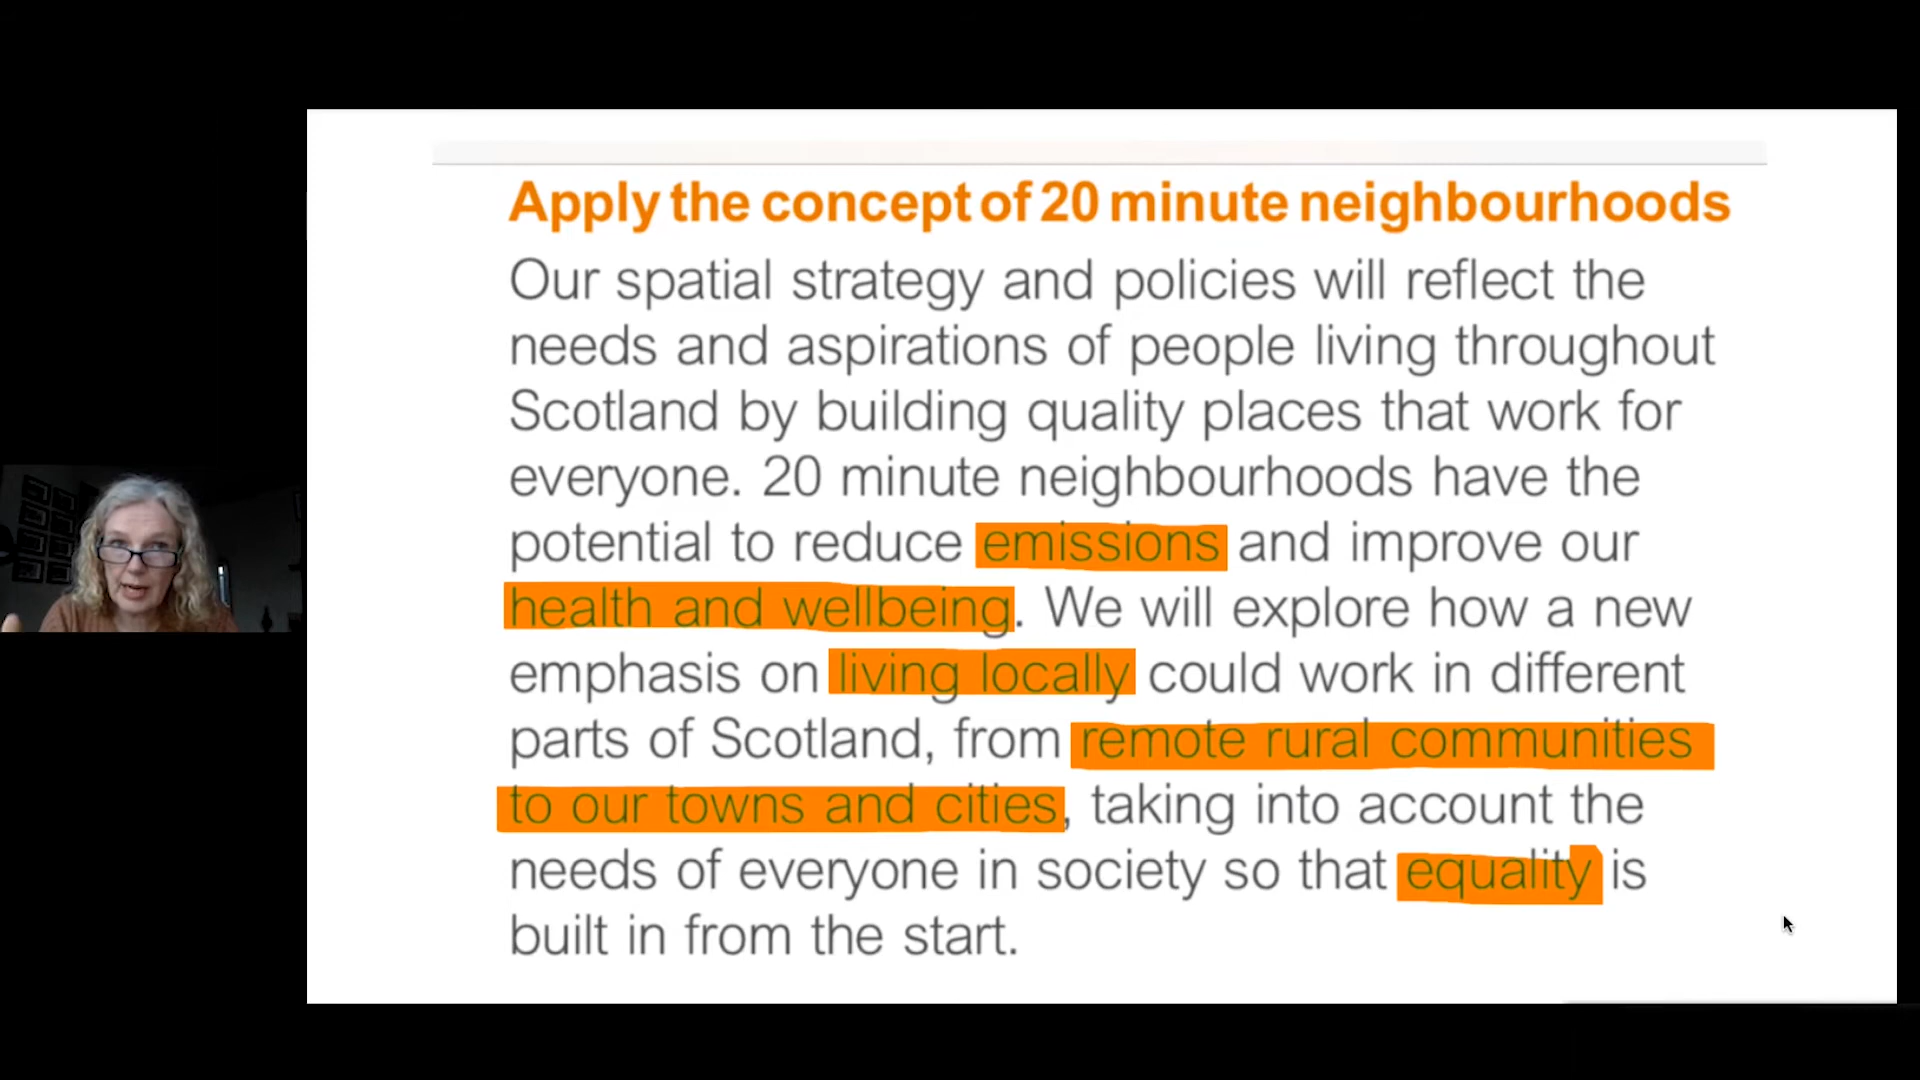 Apply the concept of 20 minute neighbourhoods
Our spatial strategy and policies will reflect the
needs and aspirations of people living throughout
Scotland by building quality places that work for
everyone. 20 minute neighbourhoods have the
potential to reduce emissions and improve our
health and wellbeing. We will explore how a new
emphasis on living locally could work in different
parts of Scotland, from remote rural communities
to our towns and cities, taking into account the
needs of everyone in society so that equality is
built in from the start.